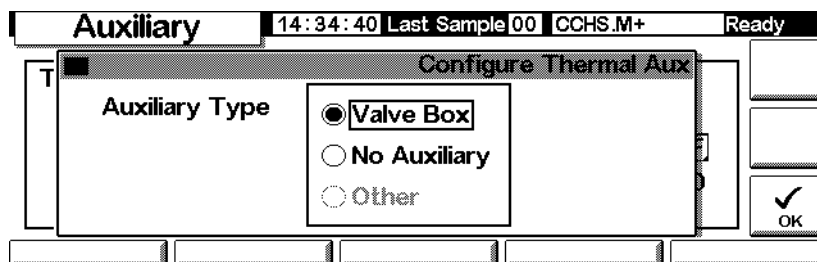 Auxiliary 14:34:40 Last Sample 00 CCHS.M+ Ready
Configure Thermal Aux
T
Auxiliary Type
Valve Box
No Auxiliary
Other
OK